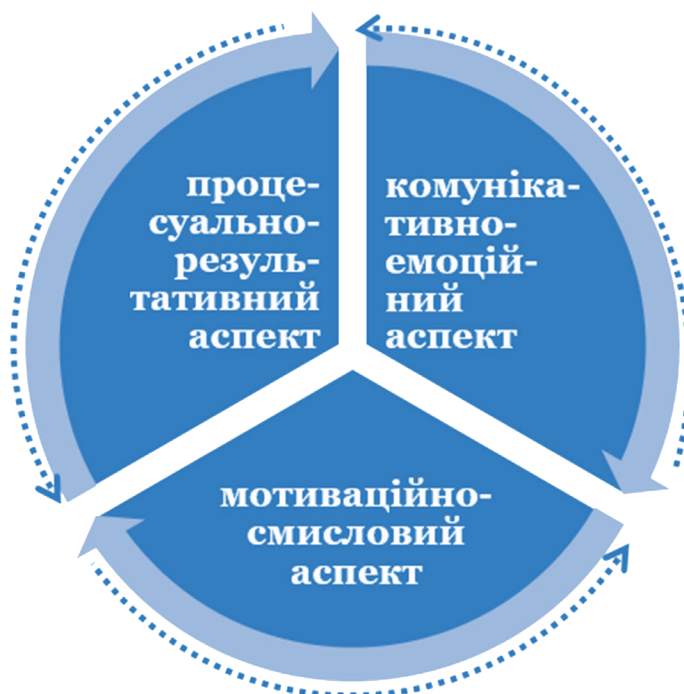 проце-
суально-
резуль-
тативний
аспект
комуніка-
тивно-
емоцій-
ний
аспект
мотиваційно-
смисловий
аспект